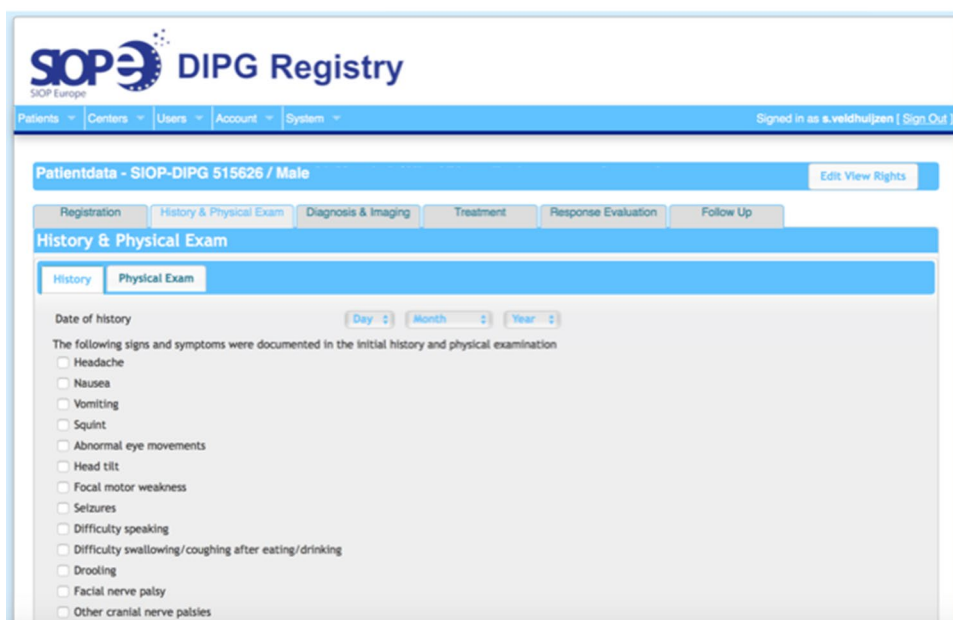 SIOPe DIPG Registry
SIOP Europe
Patients Centers Users Account System Signed in as s.veldhuijzen [ Sign Out ]
Patientdata - SIOP-DIPG 515626 / Male Edit View Rights
Registration History & Physical Exam Diagnosis & Imaging Treatment Response Evaluation Follow Up
History & Physical Exam
History Physical Exam
Date of history Day Month Year
The following signs and symptoms were documented in the initial history and physical examination
Headache
Nausea
Vomiting
Squint
Abnormal eye movements
Head tilt
Focal motor weakness
Seizures
Difficulty speaking
Difficulty swallowing/coughing after eating/drinking
Drooling
Facial nerve palsy
Other cranial nerve palsies